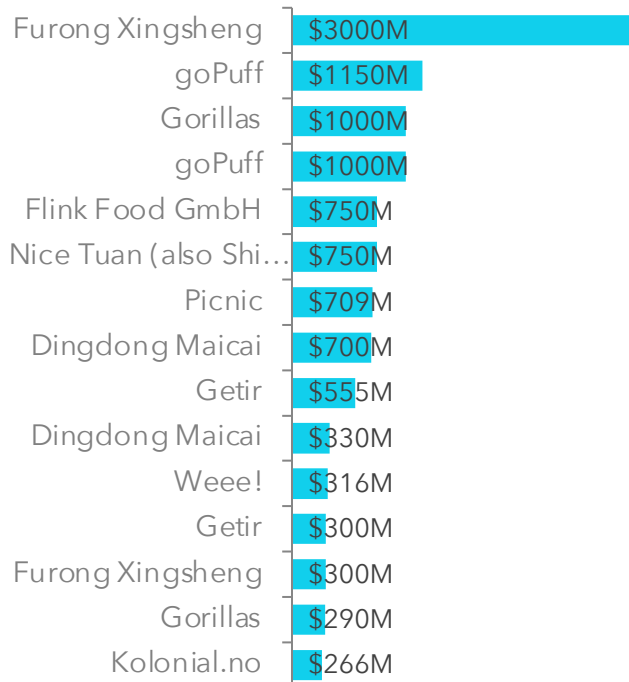 Furong Xingsheng $3000M
goPuff $1150M
Gorillas $1000M
goPuff $1000M
Flink Food GmbH $750M
Nice Tuan (also Shi... $750M
Picnic $709M
Dingdong Maicai $700M
Getir $555M
Dingdong Maicai $330M
Weee! $316M
Getir $300M
Furong Xingsheng $300M
Gorillas $290M
Kolonial.no $266M